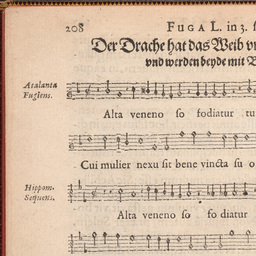 208 FUGA L. in 3. f
Der Drache hat das Weib vn
vnd werden beyde mit B
Atalanta
Fugiens.
Alta veneno so fodiatur tu
Cui mulier nexu sit bene vincta su o
Hippom.
Sequens.
Alta veneno so fo diatur